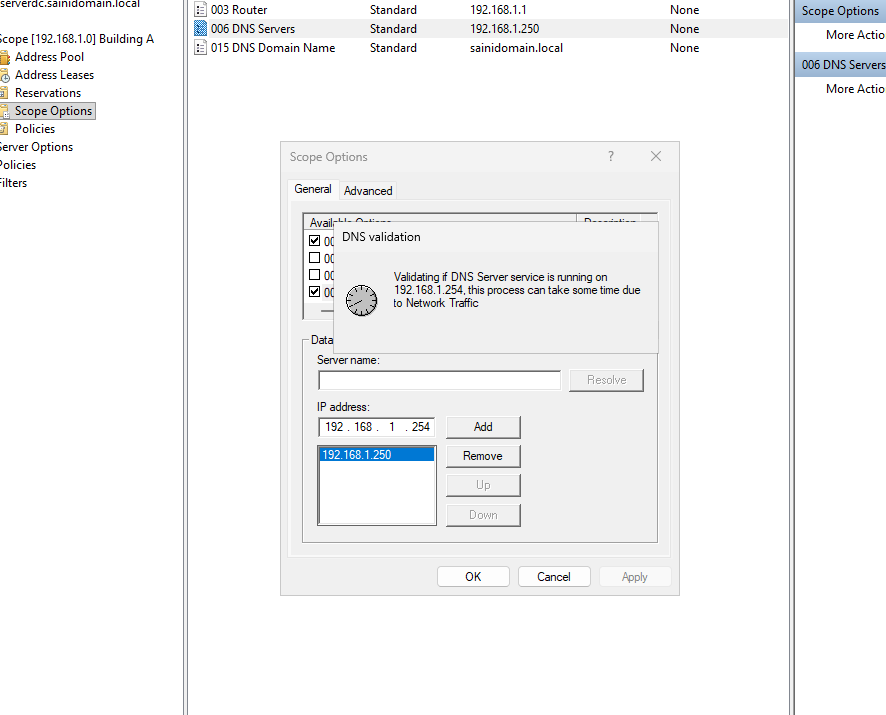 serverdc.sainidomain.local
Scope [192.168.1.0] Building A
Address Pool
Address Leases
Reservations
Scope Options
Policies
Server Options
Policies
Filters
003 Router Standard 192.168.1.1 None
006 DNS Servers Standard 192.168.1.250 None
015 DNS Domain Name Standard sainidomain.local None
Scope Options
More Actio
006 DNS Servers
More Actio
Scope Options
?
General
Advanced
DNS validation
Validating if DNS Server service is running on
192.168.1.254, this process can take some time due
to Network Traffic
Data
Server name:
Resolve
IP address:
192 . 168 . 1 . 254
Add
192.168.1.250
Remove
Up
Down
OK
Cancel
Apply